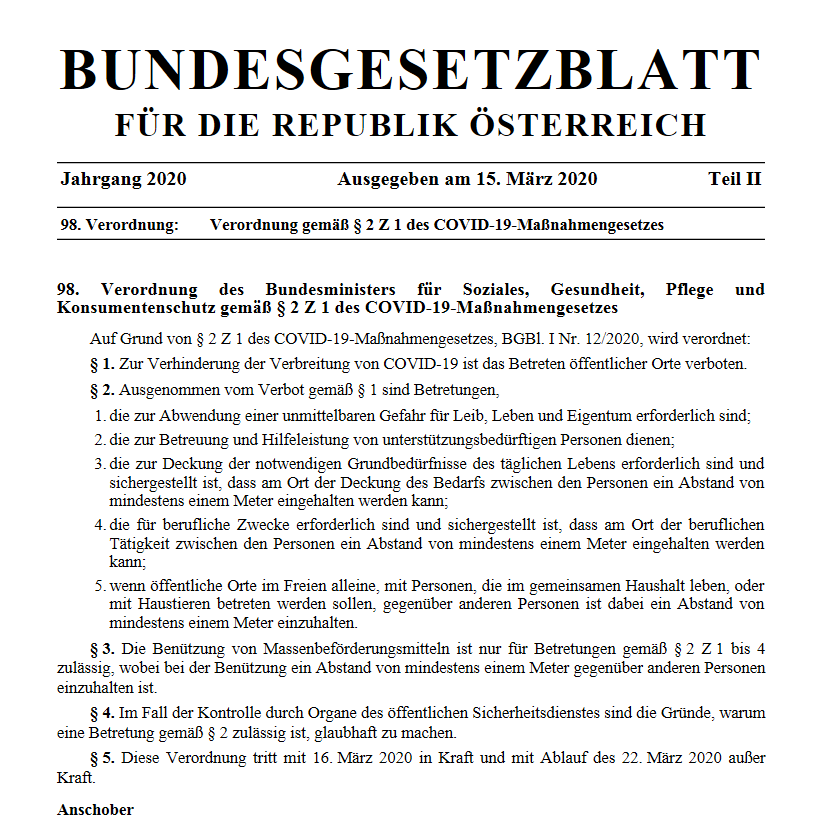 BUNDESGESETZBLATT
FÜR DIE REPUBLIK ÖSTERREICH
Jahrgang 2020 Ausgegeben am 15. März 2020 Teil II
98. Verordnung: Verordnung gemäß § 2 Z 1 des COVID-19-Maßnahmengesetzes
98. Verordnung des Bundesministers für Soziales, Gesundheit, Pflege und
Konsumentenschutz gemäß § 2 Z 1 des COVID-19-Maßnahmengesetzes
Auf Grund von § 2 Z 1 des COVID-19-Maßnahmengesetzes, BGBl. I Nr. 12/2020, wird verordnet:
§ 1. Zur Verhinderung der Verbreitung von COVID-19 ist das Betreten öffentlicher Orte verboten.
§ 2. Ausgenommen vom Verbot gemäß § 1 sind Betretungen,
1. die zur Abwendung einer unmittelbaren Gefahr für Leib, Leben und Eigentum erforderlich sind;
2. die zur Betreuung und Hilfeleistung von unterstützungsbedürftigen Personen dienen;
3. die zur Deckung der notwendigen Grundbedürfnisse des täglichen Lebens erforderlich sind und
sichergestellt ist, dass am Ort der Deckung des Bedarfs zwischen den Personen ein Abstand von
mindestens einem Meter eingehalten werden kann;
4. die für berufliche Zwecke erforderlich sind und sichergestellt ist, dass am Ort der beruflichen
Tätigkeit zwischen den Personen ein Abstand von mindestens einem Meter eingehalten werden
kann;
5. wenn öffentliche Orte im Freien alleine, mit Personen, die im gemeinsamen Haushalt leben, oder
mit Haustieren betreten werden sollen, gegenüber anderen Personen ist dabei ein Abstand von
mindestens einem Meter einzuhalten.
§ 3. Die Benützung von Massenbeförderungsmitteln ist nur für Betretungen gemäß § 2 Z 1 bis 4
zulässig, wobei bei der Benützung ein Abstand von mindestens einem Meter gegenüber anderen Personen
einzuhalten ist.
§ 4. Im Fall der Kontrolle durch Organe des öffentlichen Sicherheitsdienstes sind die Gründe, warum
eine Betretung gemäß § 2 zulässig ist, glaubhaft zu machen.
§ 5. Diese Verordnung tritt mit 16. März 2020 in Kraft und mit Ablauf des 22. März 2020 außer
Kraft.
Anschober